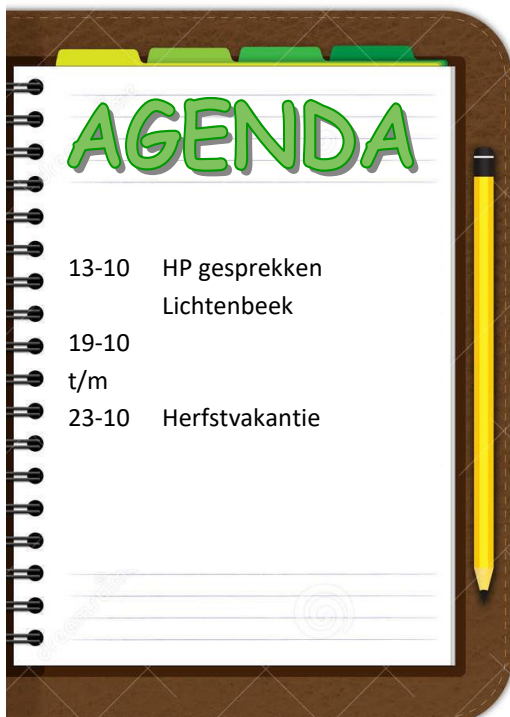 AGENDA
13-10 HP gesprekken
Lichtenbeek
19-10
t/m
23-10 Herfstvakantie